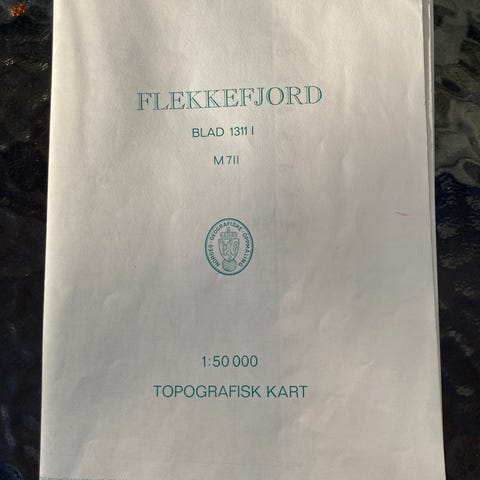 FLEKKEFJORD
BLAD 1311 I
M 711
NORGES GEOGRAFISKE OPPMÅLING
1:50 000
TOPOGRAFISK KART